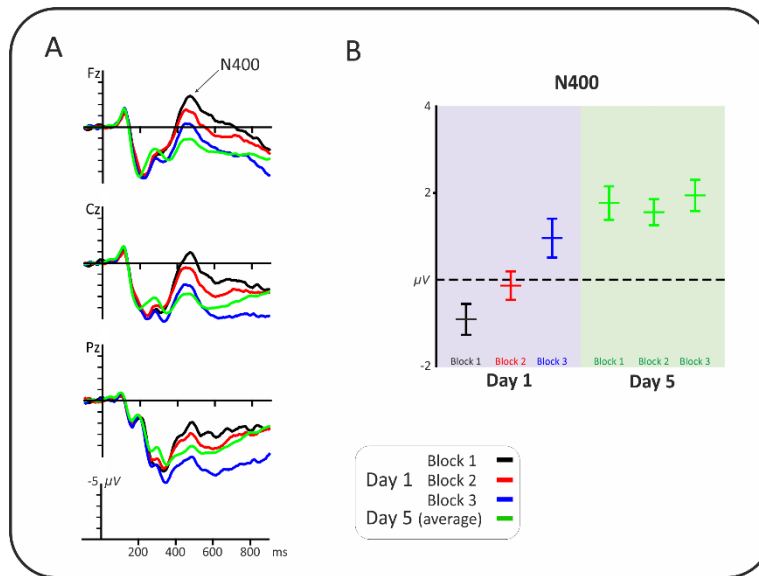 A
N400
Fz
Cz
Pz
-5 µV
200 400 600 800 ms
B
N400
4
2
µV
-2
Block 1 Block 2 Block 3 Block 1 Block 2 Block 3
Day 1 Day 5
Block 1
Day 1 Block 2
Block 3
Day 5 (average)